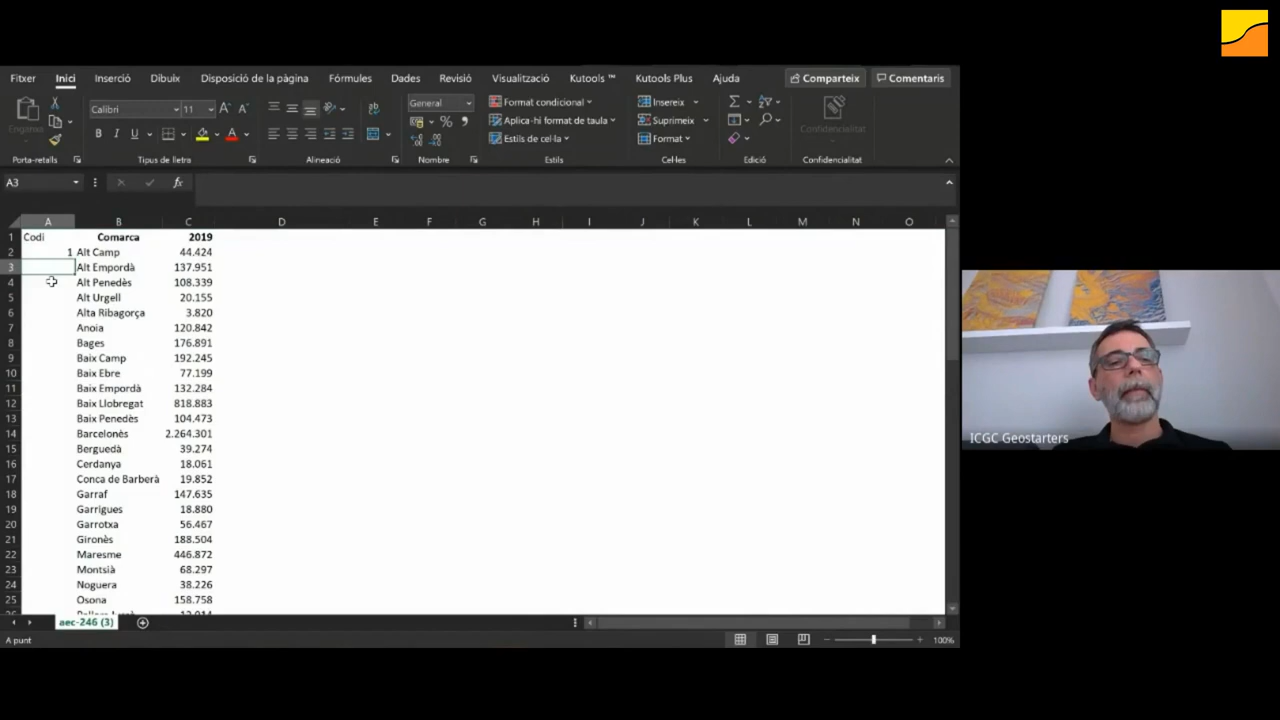 Fitxer Inici Inserció Dibuix Disposició de la pàgina Fórmules Dades Revisió Visualització Kutools ™ Kutools Plus Ajuda Comparteix Comentaris
Enganxa
Calibri 11 A A
General
Format condicional
Insereix
N K S A
% 
Aplica-hi format de taula
Suprimeix
Estils de cel·la
Format
Confidencialitat
Porta-retalls Tipus de lletra Alineació Nombre Estils Cel·les Edició Confidencialitat
A3 fx
A B C D E F G H I J K L M N O
1 Codi Comarca 2019
2 1 Alt Camp 44.424
3 Alt Empordà 137.951
4 Alt Penedès 108.339
5 Alt Urgell 20.155
6 Alta Ribagorça 3.820
7 Anoia 120.842
8 Bages 176.891
9 Baix Camp 192.245
10 Baix Ebre 77.199
11 Baix Empordà 132.284
12 Baix Llobregat 818.883
13 Baix Penedès 104.473
14 Barcelonès 2.264.301
15 Berguedà 39.274
16 Cerdanya 18.061
17 Conca de Barberà 19.852
18 Garraf 147.635
19 Garrigues 18.880
20 Garrotxa 56.467
21 Gironès 188.504
22 Maresme 446.872
23 Montsià 68.297
24 Noguera 38.226
25 Osona 158.758
aec-246 (3)
A punt 100%
ICGC Geostarters